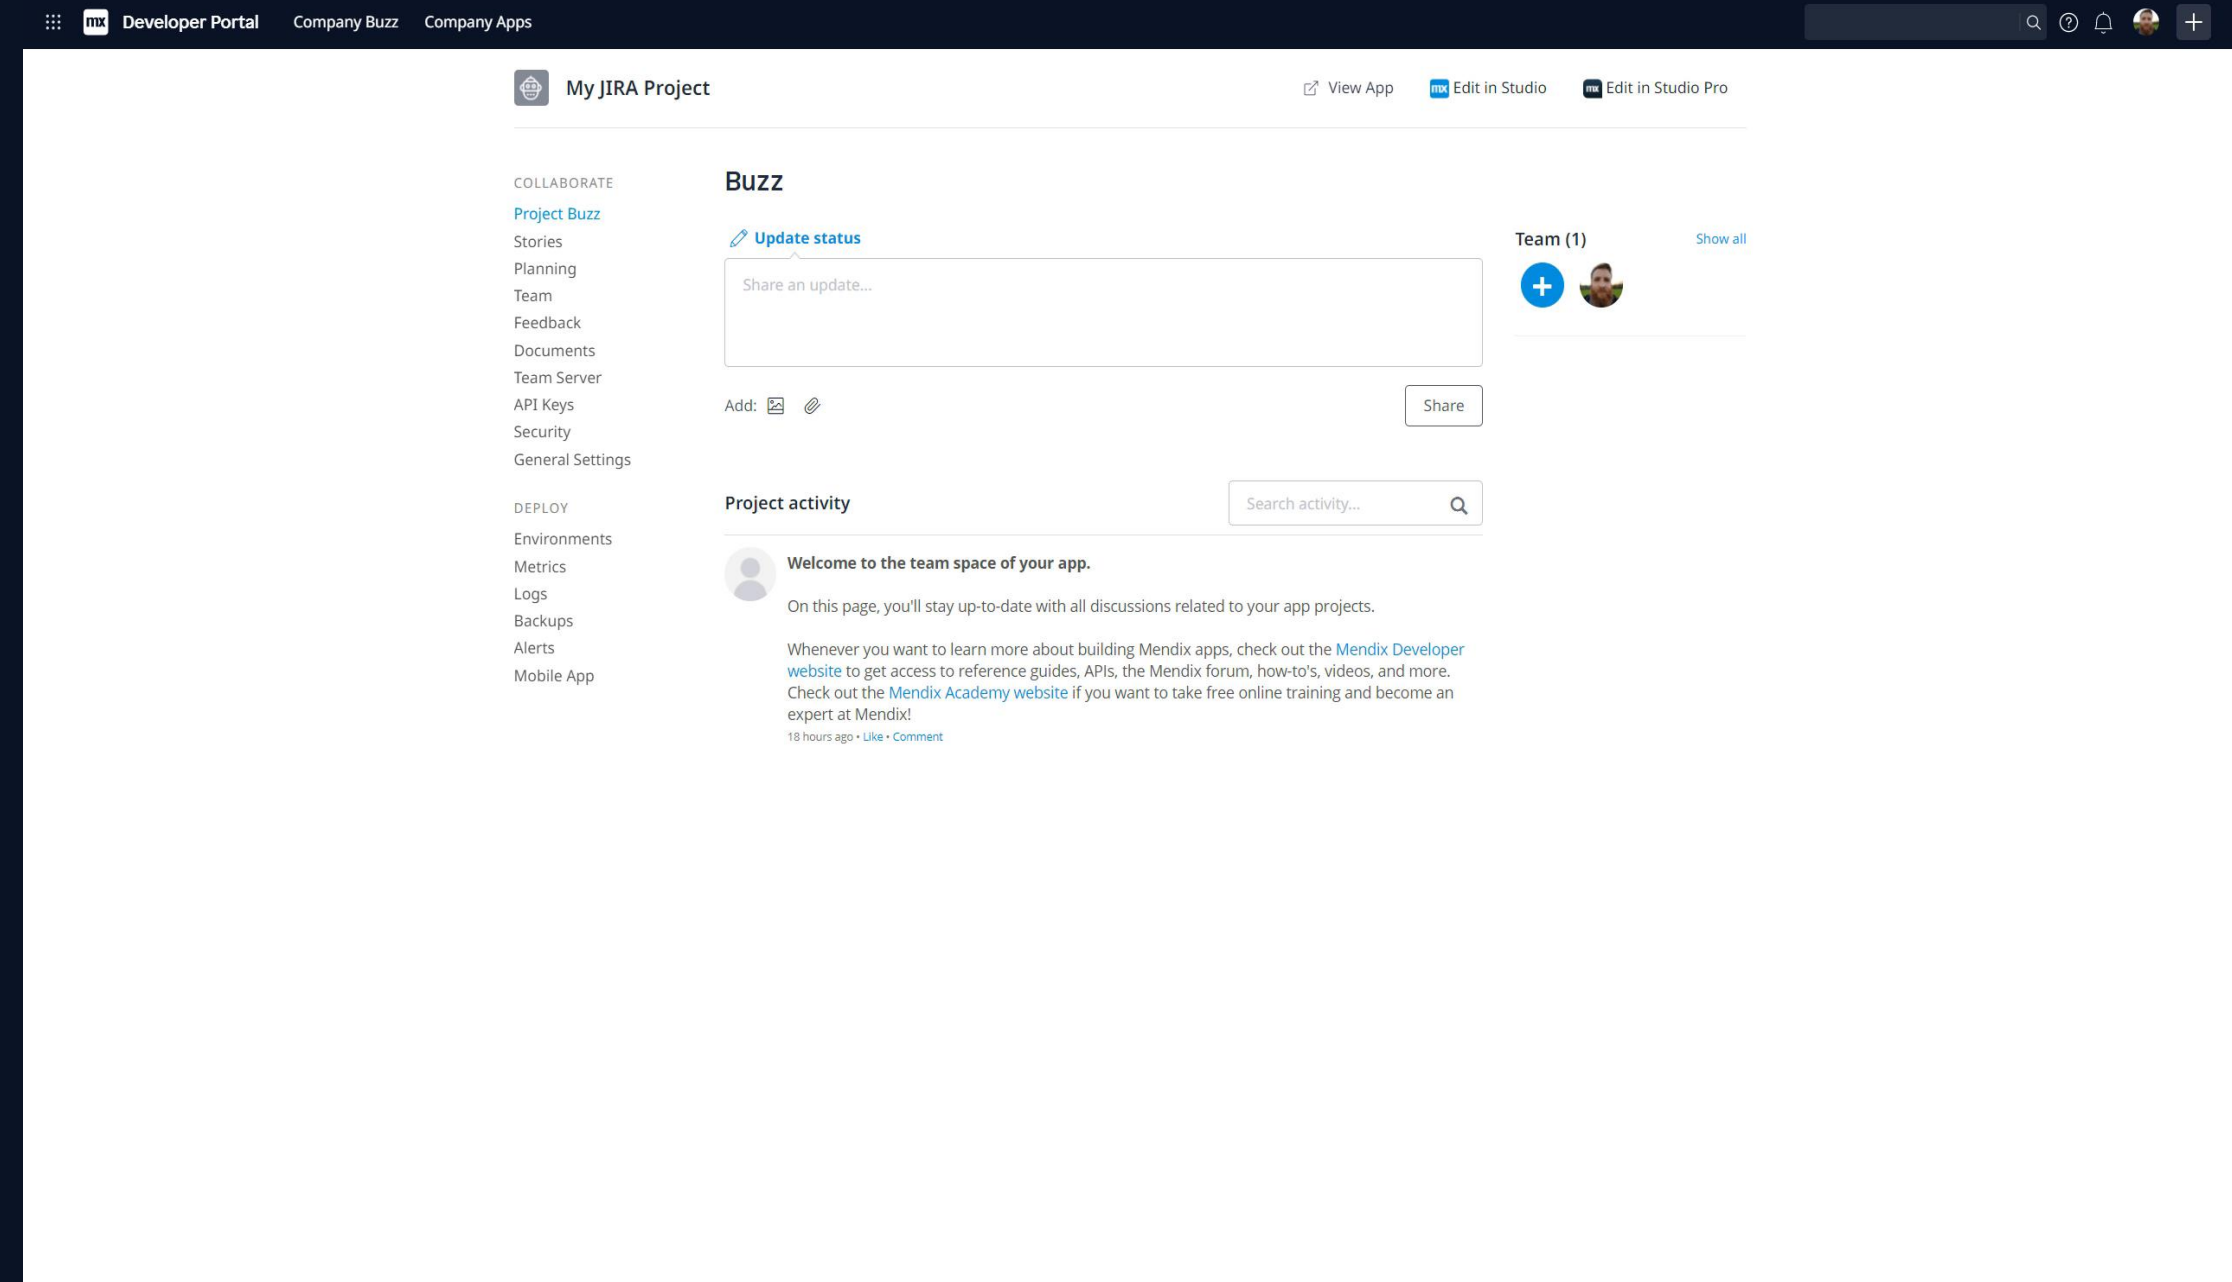 mx Developer Portal Company Buzz Company Apps
My JIRA Project
View App
mx Edit in Studio
mx Edit in Studio Pro
COLLABORATE
Project Buzz
Stories
Planning
Team
Feedback
Documents
Team Server
API Keys
Security
General Settings
DEPLOY
Environments
Metrics
Logs
Backups
Alerts
Mobile App
Buzz
Update status
Share an update...
Add:
Share
Project activity
Search activity...
Welcome to the team space of your app.
On this page, you'll stay up-to-date with all discussions related to your app projects.
Whenever you want to learn more about building Mendix apps, check out the Mendix Developer
website to get access to reference guides, APIs, the Mendix forum, how-to's, videos, and more.
Check out the Mendix Academy website if you want to take free online training and become an
expert at Mendix!
18 hours ago • Like • Comment
Team (1)
Show all